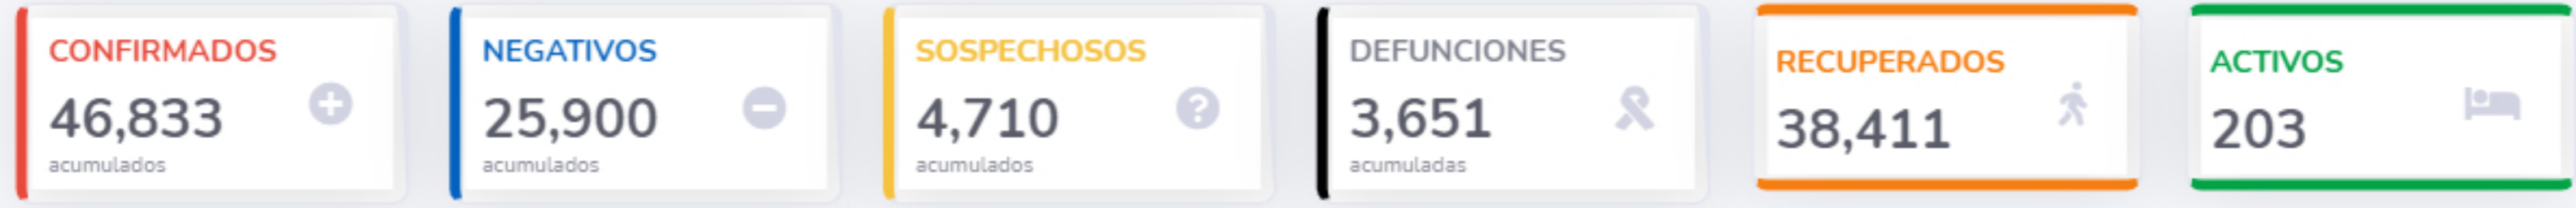 CONFIRMADOS
46,833
acumulados
NEGATIVOS
25,900
acumulados
SOSPECHOSOS
4,710
acumulados
DEFUNCIONES
3,651
acumuladas
RECUPERADOS
38,411
ACTIVOS
203